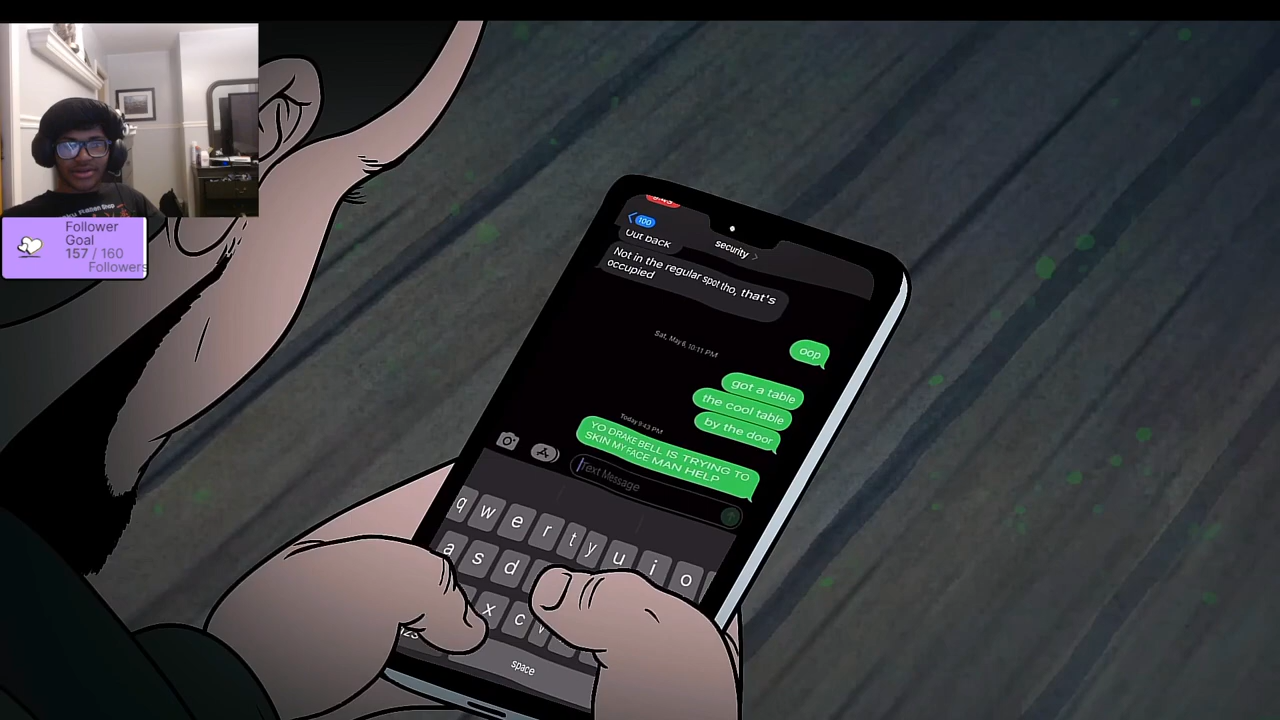 Follower
Goal
157 / 160
Followers
100
security
Out back
Not in the regular spot tho, that's
occupied
oop
Sat, May 6, 10:11 PM
got a table
the cool table
by the door
Today 9:43 PM
YO DRAKE BELL IS TRYING TO
SKIN MY FACE MAN HELP
Text Message
q w e r t y u i o
a s d
x c v
123
space